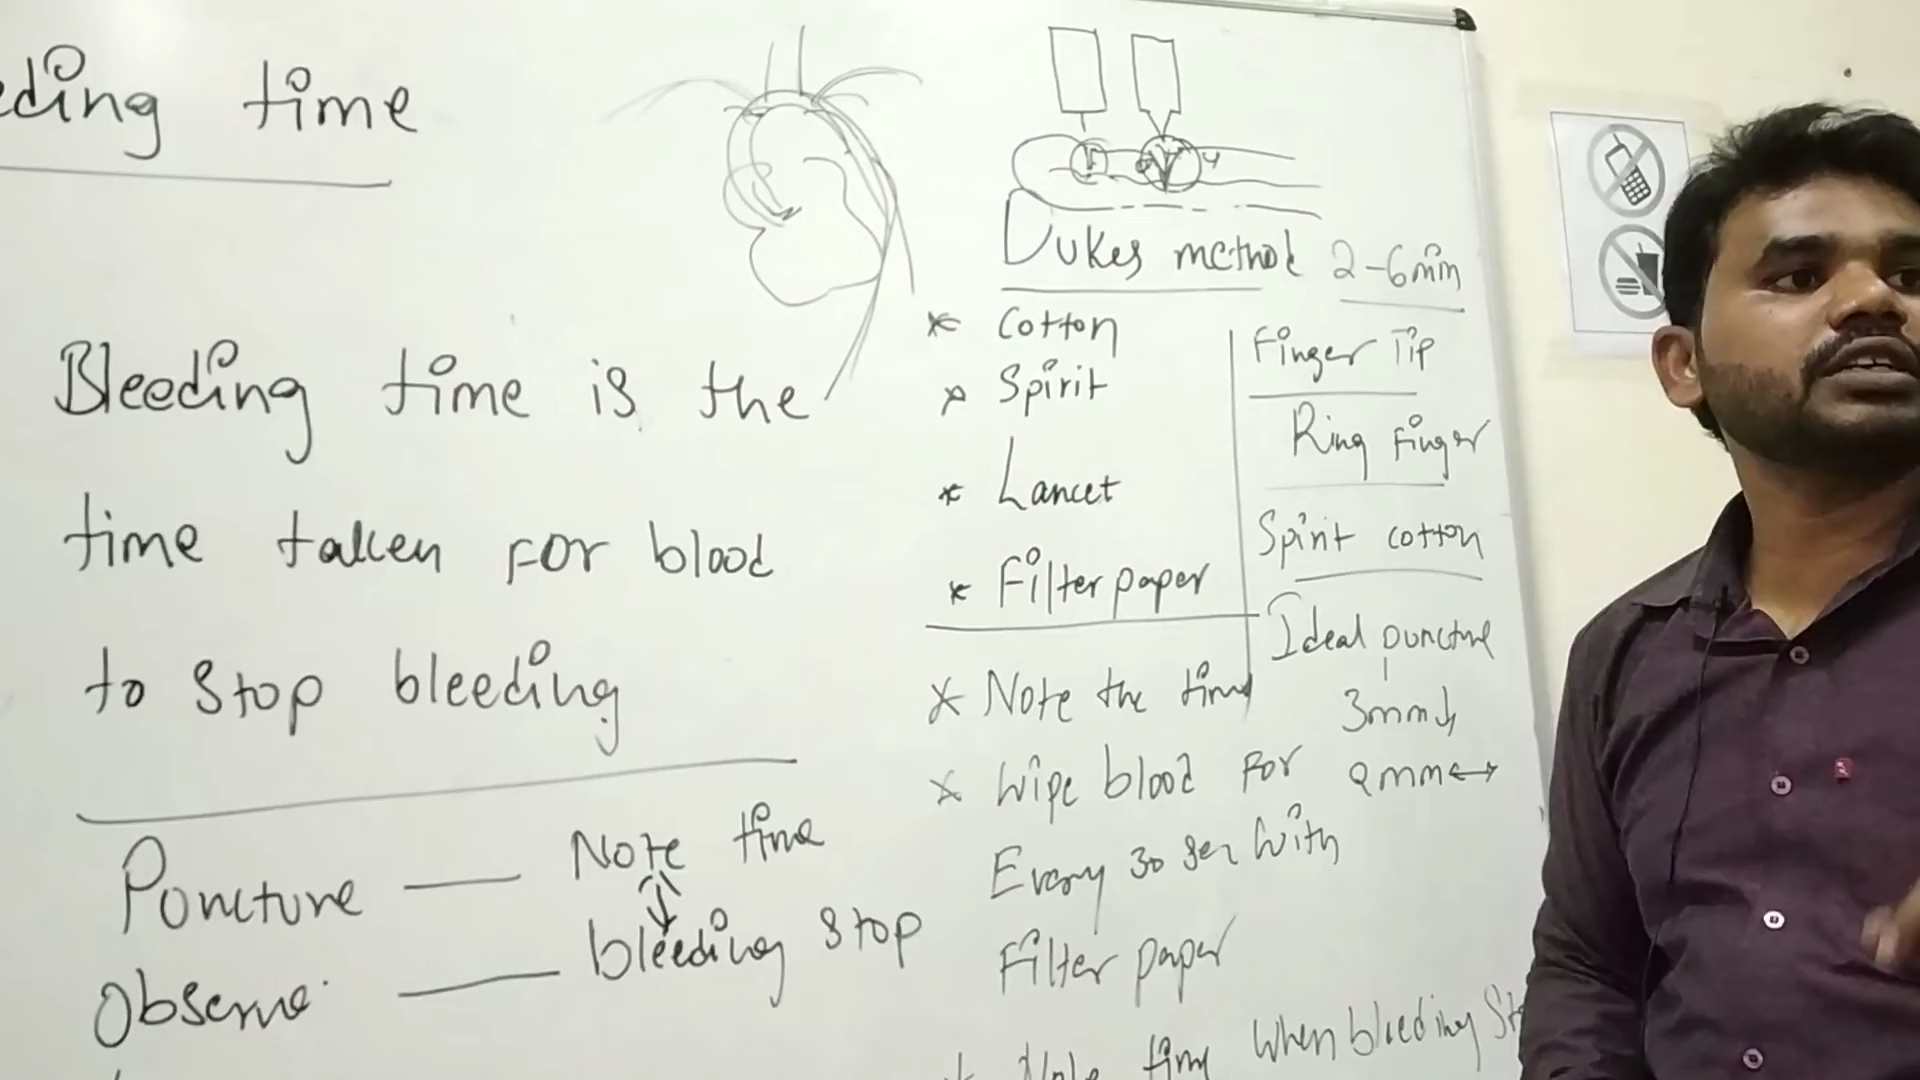 eding time
Bleeding time is the
time taken for blood
to stop bleeding
Puncture — Note time
Observe — bleeding stop
Dukes method 2-6min
* Cotton
* Spirit
* Lancet
* Filter paper
* Note the time
* Wipe blood for
Every 30 sec with
Filter paper
* Note time when bleeding sto
Finger Tip
Ring finger
Spirit cotton
Ideal puncture
3mm↓
2mm↔